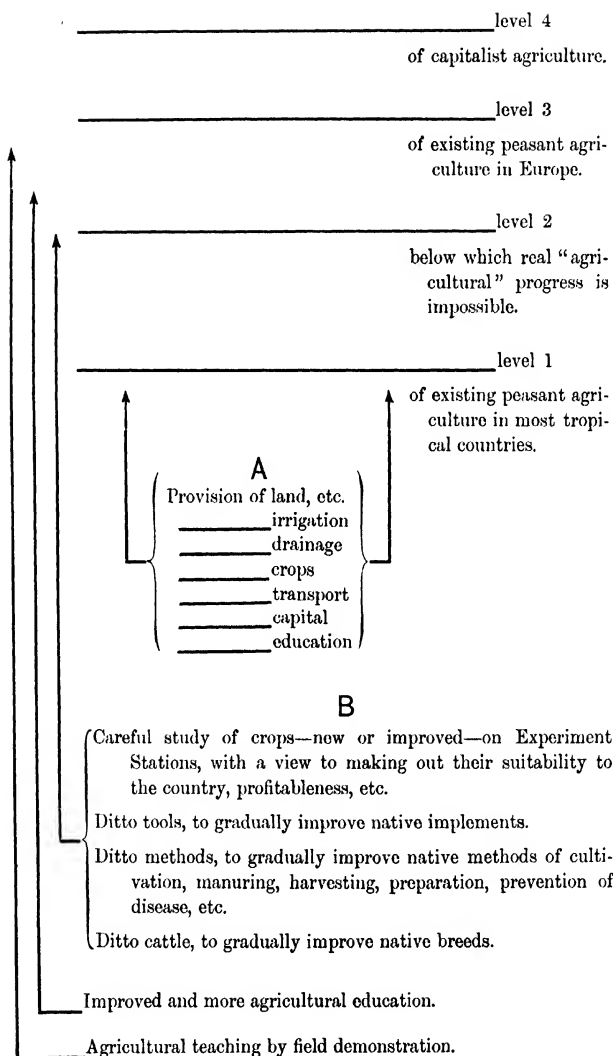 level 4
of capitalist agriculture.
level 3
of existing peasant agri-
culture in Europe.
level 2
below which real “agri-
cultural” progress is
impossible.
level 1
of existing peasant agri-
culture in most tropi-
cal countries.
A
Provision of land, etc.
irrigation
drainage
crops
transport
capital
education
B
Careful study of crops—new or improved—on Experiment
Stations, with a view to making out their suitability to
the country, profitableness, etc.
Ditto tools, to gradually improve native implements.
Ditto methods, to gradually improve native methods of culti-
vation, manuring, harvesting, preparation, prevention of
disease, etc.
Ditto cattle, to gradually improve native breeds.
Improved and more agricultural education.
Agricultural teaching by field demonstration.